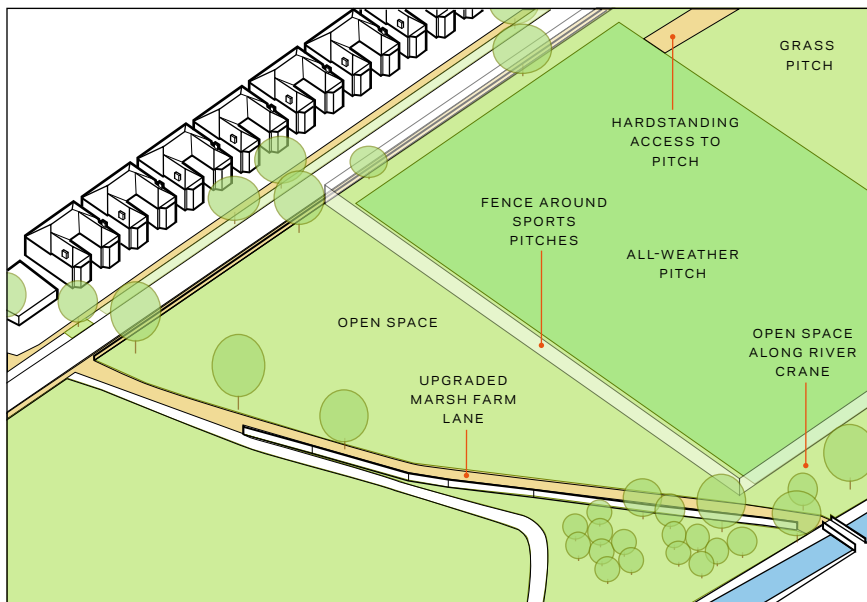 GRASS
PITCH
HARDSTANDING
ACCESS TO
PITCH
FENCE AROUND
SPORTS
PITCHES
ALL-WEATHER
PITCH
OPEN SPACE
OPEN SPACE
ALONG RIVER
CRANE
UPGRADED
MARSH FARM
LANE